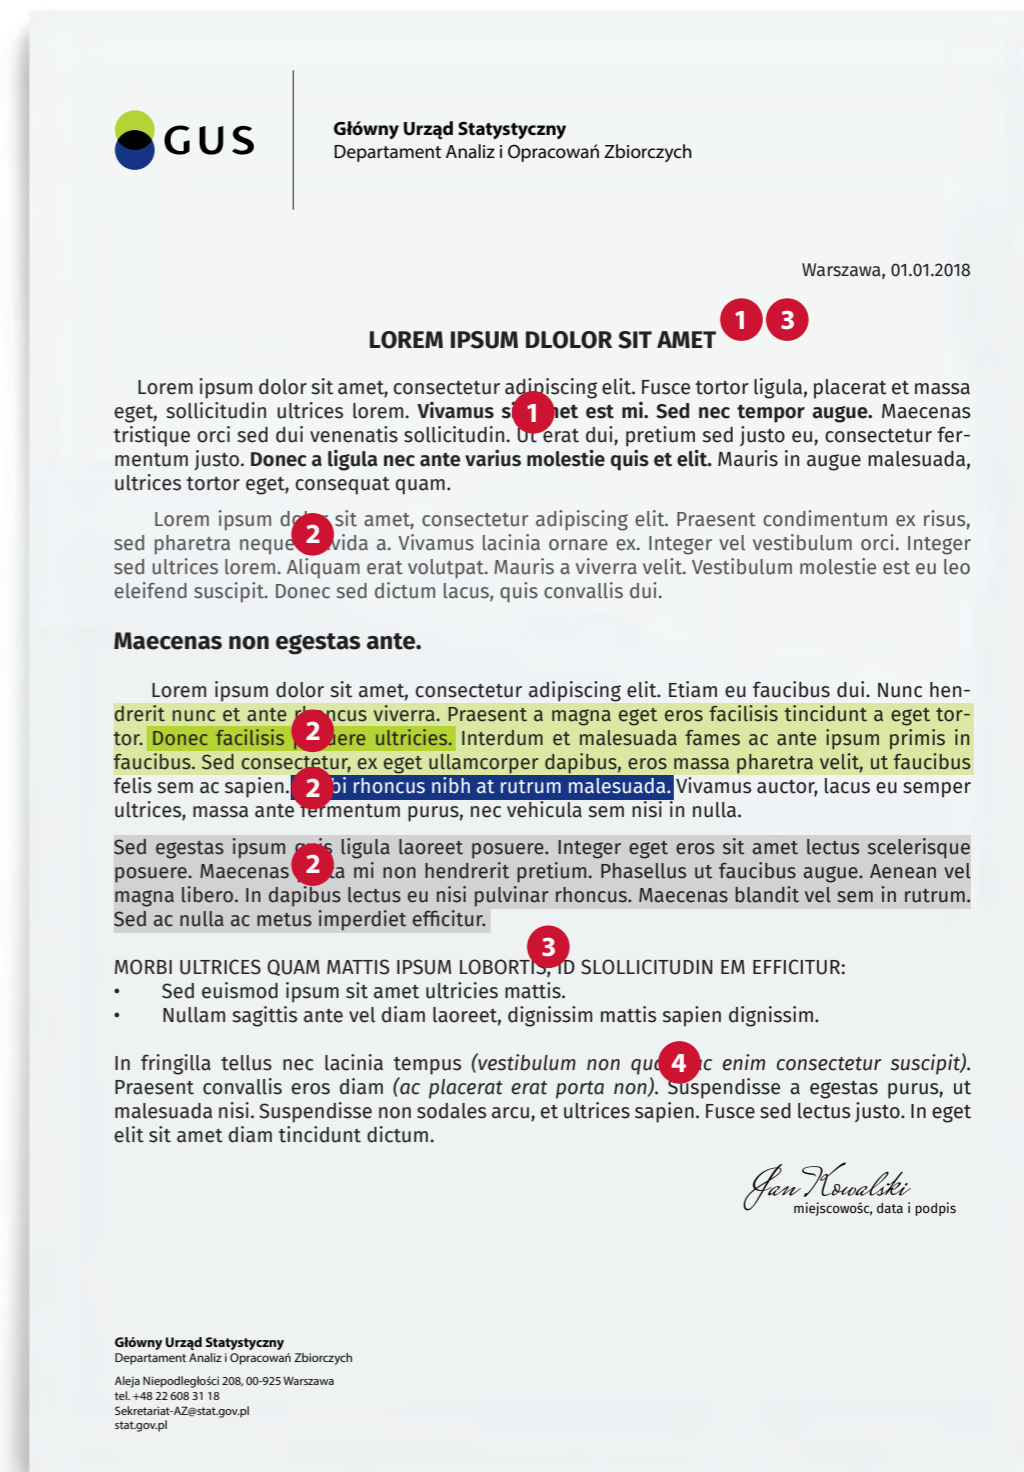 GUS
Główny Urząd Statystyczny
Departament Analiz i Opracowań Zbiorczych
Warszawa, 01.01.2018
LOREM IPSUM DLOLOR SIT AMET 1 3
Lorem ipsum dolor sit amet, consectetur adipiscing elit. Fusce tortor ligula, placerat et massa
eget, sollicitudin ultrices lorem. Vivamus 1 est mi. Sed nec tempor augue. Maecenas
tristique orci sed dui venenatis sollicitudin. Ut erat dui, pretium sed justo eu, consectetur fer-
mentum justo. Donec a ligula nec ante varius molestie quis et elit. Mauris in augue malesuada,
ultrices tortor eget, consequat quam.
Lorem ipsum 2 sit amet, consectetur adipiscing elit. Praesent condimentum ex risus,
sed pharetra neque a. Vivamus lacinia ornare ex. Integer vel vestibulum orci. Integer
sed ultrices lorem. Aliquam erat volutpat. Mauris a viverra velit. Vestibulum molestie est eu leo
eleifend suscipit. Donec sed dictum lacus, quis convallis dui.
Maecenas non egestas ante.
Lorem ipsum dolor sit amet, consectetur adipiscing elit. Etiam eu faucibus dui. Nunc hen-
drerit nunc et ante viverra. Praesent a magna eget eros facilisis tincidunt a eget tor-
tor. Donec facilisis 2 ultricies. Interdum et malesuada fames ac ante ipsum primis in
faucibus. Sed consectetur, ex eget ullamcorper dapibus, eros massa pharetra velit, ut faucibus
felis sem ac sapien. 2 rhoncus nibh at rutrum malesuada. Vivamus auctor, lacus eu semper
ultrices, massa ante fermentum purus, nec vehicula sem nisi in nulla.
Sed egestas ipsum quis ligula laoreet posuere. Integer eget eros sit amet lectus scelerisque
posuere. Maecenas 2 mi non hendrerit pretium. Phasellus ut faucibus augue. Aenean vel
magna libero. In dapibus lectus eu nisi pulvinar rhoncus. Maecenas blandit vel sem in rutrum.
Sed ac nulla ac metus imperdiet efficitur.
3
MORBI ULTRICES QUAM MATTIS IPSUM LOBORTIS, ID SLOLLICITUDIN EM EFFICITUR:
• Sed euismod ipsum sit amet ultricies mattis.
• Nullam sagittis ante vel diam laoreet, dignissim mattis sapien dignissim.
In fringilla tellus nec lacinia tempus (vestibulum non 4 enim consectetur suscipit).
Praesent convallis eros diam (ac placerat erat porta non). Suspendisse a egestas purus, ut
malesuada nisi. Suspendisse non sodales arcu, et ultrices sapien. Fusce sed lectus justo. In eget
elit sit amet diam tincidunt dictum.
Jan Kowalski
miejscowośc, data i podpis
Główny Urząd Statystyczny
Departament Analiz i Opracowań Zbiorczych
Aleja Niepodległości 208, 00-925 Warszawa
tel. +48 22 608 31 18
Sekretariat-AZ@stat.gov.pl
stat.gov.pl